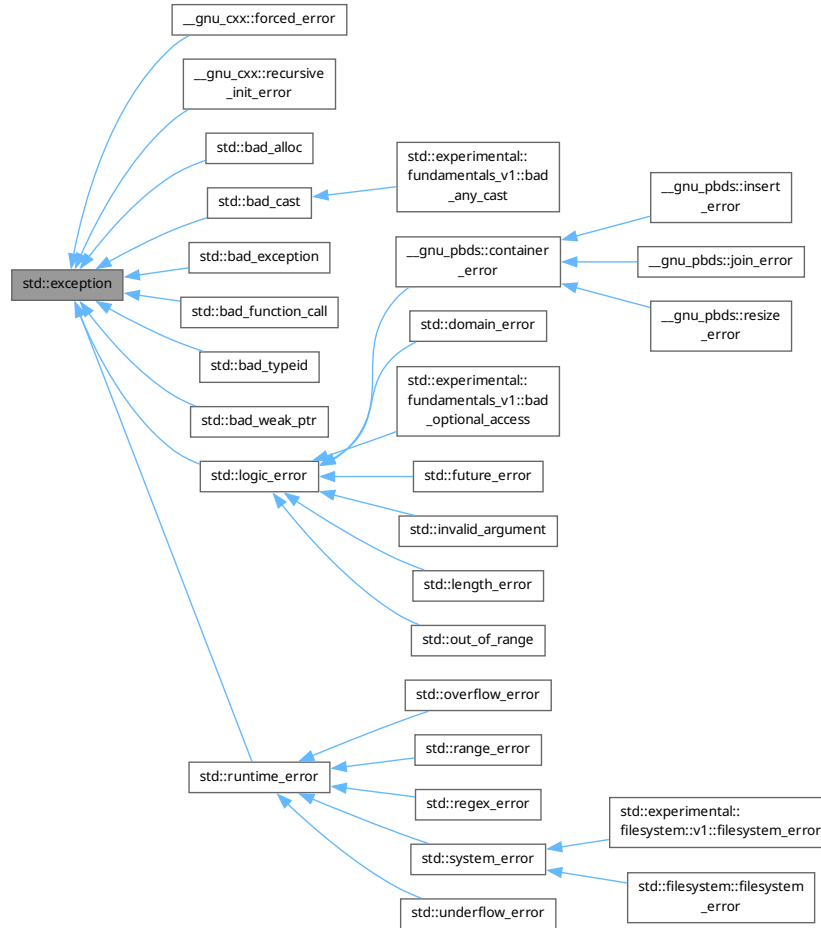 __gnu_cxx::forced_error
__gnu_cxx::recursive
_init_error
std::bad_alloc
std::experimental::
fundamentals_v1::bad
_any_cast
std::bad_cast
__gnu_pbds::insert
_error
std::bad_exception
__gnu_pbds::container
_error
__gnu_pbds::join_error
std::exception
std::bad_function_call
std::domain_error
__gnu_pbds::resize
_error
std::bad_typeid
std::experimental::
fundamentals_v1::bad
_optional_access
std::bad_weak_ptr
std::logic_error
std::future_error
std::invalid_argument
std::length_error
std::out_of_range
std::overflow_error
std::range_error
std::runtime_error
std::regex_error
std::experimental::
filesystem::v1::filesystem_error
std::system_error
std::filesystem::filesystem
_error
std::underflow_error